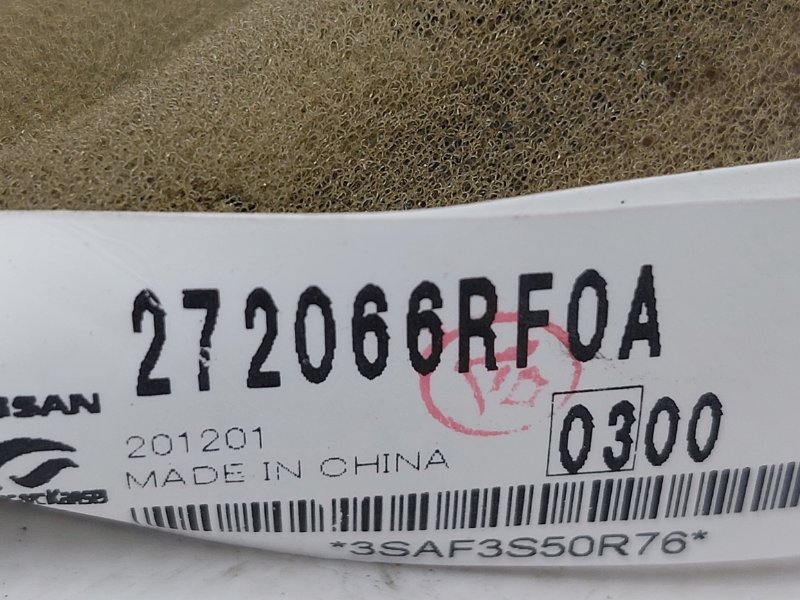 272066RF0A
0300
201201
MADE IN CHINA
*3SAF3S50R76*